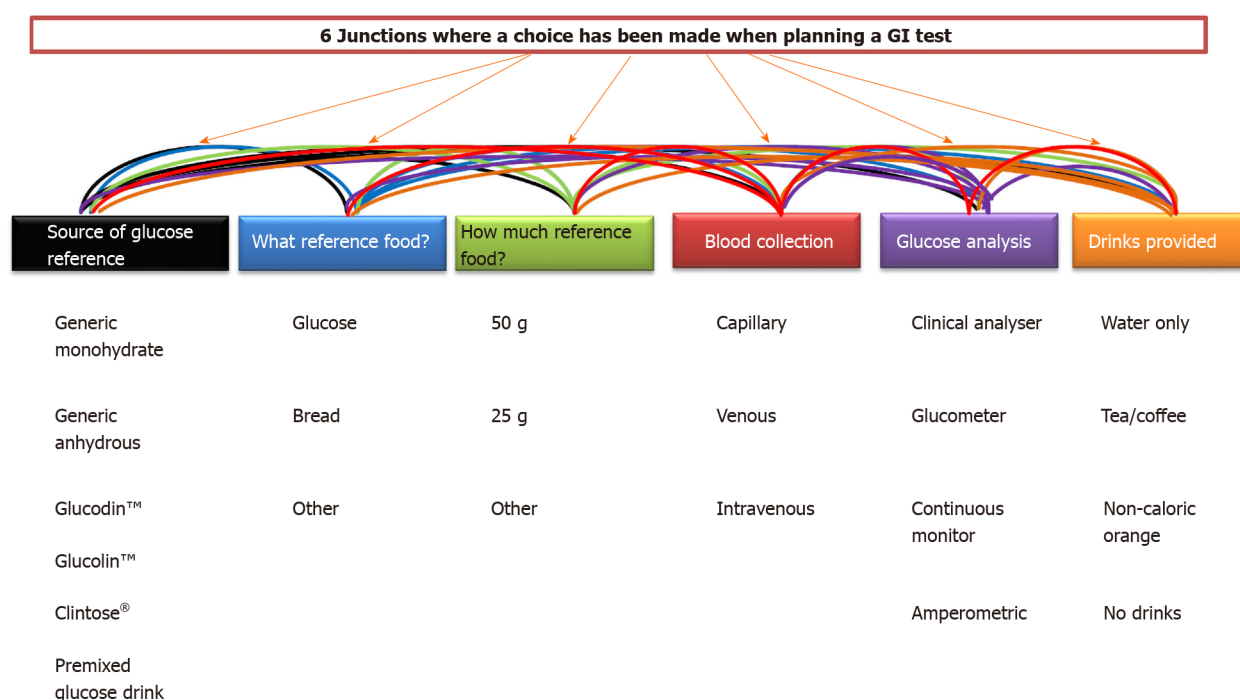 6 Junctions where a choice has been made when planning a GI test
Source of glucose
reference
What reference food?
How much reference
food?
Blood collection
Glucose analysis
Drinks provided
Generic
monohydrate
Glucose
50 g
Capillary
Clinical analyser
Water only
Generic
anhydrous
Bread
25 g
Venous
Glucometer
Tea/coffee
Glucodin™
Other
Other
Intravenous
Continuous
monitor
Non-caloric
orange
Glucolin™
Clintose®
Amperometric
No drinks
Premixed
glucose drink